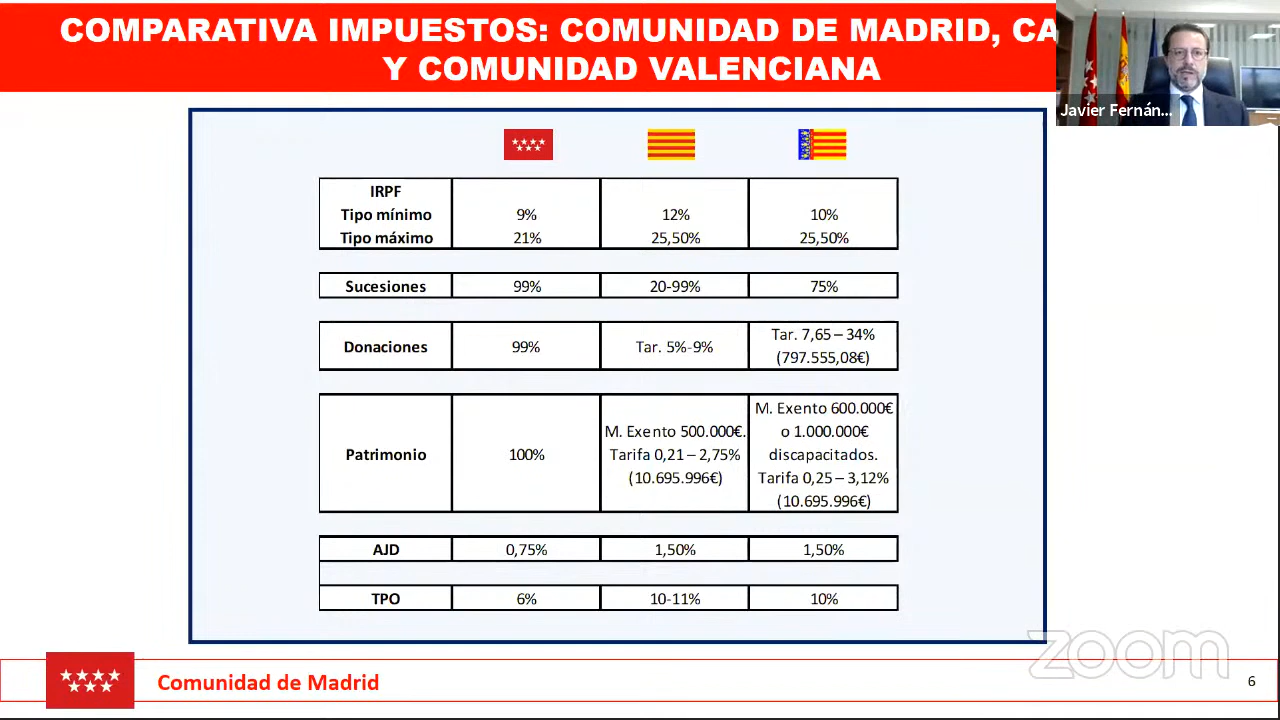 COMPARATIVA IMPUESTOS: COMUNIDAD DE MADRID, CA
Y COMUNIDAD VALENCIANA
Javier Fernán...
IRPF
Tipo mínimo 9% 12% 10%
Tipo máximo 21% 25,50% 25,50%
Sucesiones 99% 20-99% 75%
Donaciones 99% Tar. 5%-9% Tar. 7,65 – 34%
(797.555,08€)
Patrimonio 100% M. Exento 500.000€.
Tarifa 0,21 – 2,75%
(10.695.996€)
M. Exento 600.000€
o 1.000.000€
discapacitados.
Tarifa 0,25 – 3,12%
(10.695.996€)
AJD 0,75% 1,50% 1,50%
TPO 6% 10-11% 10%
zoom
Comunidad de Madrid
6